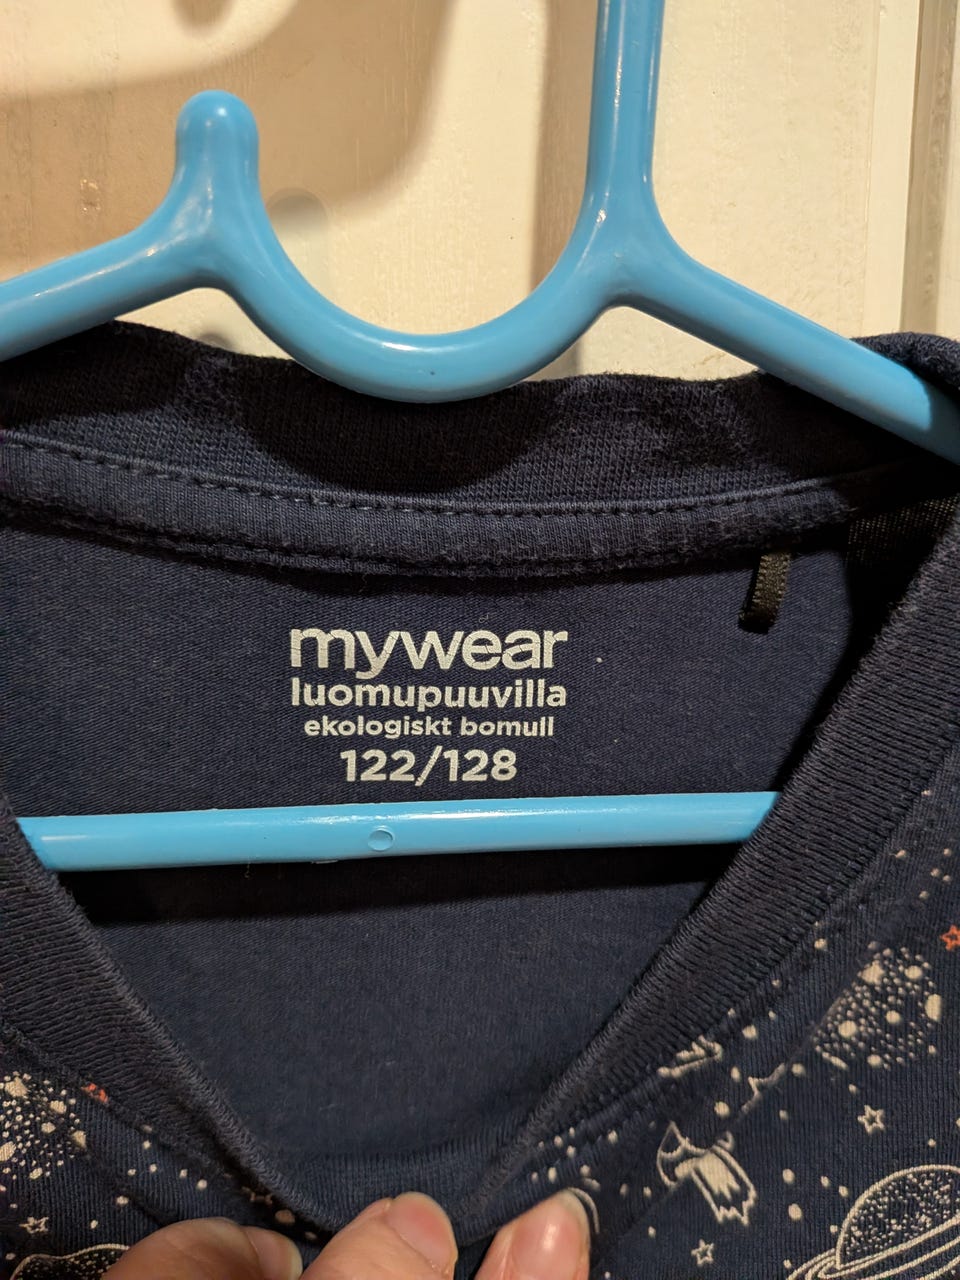 mywear
luomupuuvilla
ekologiskt bomull
122/128